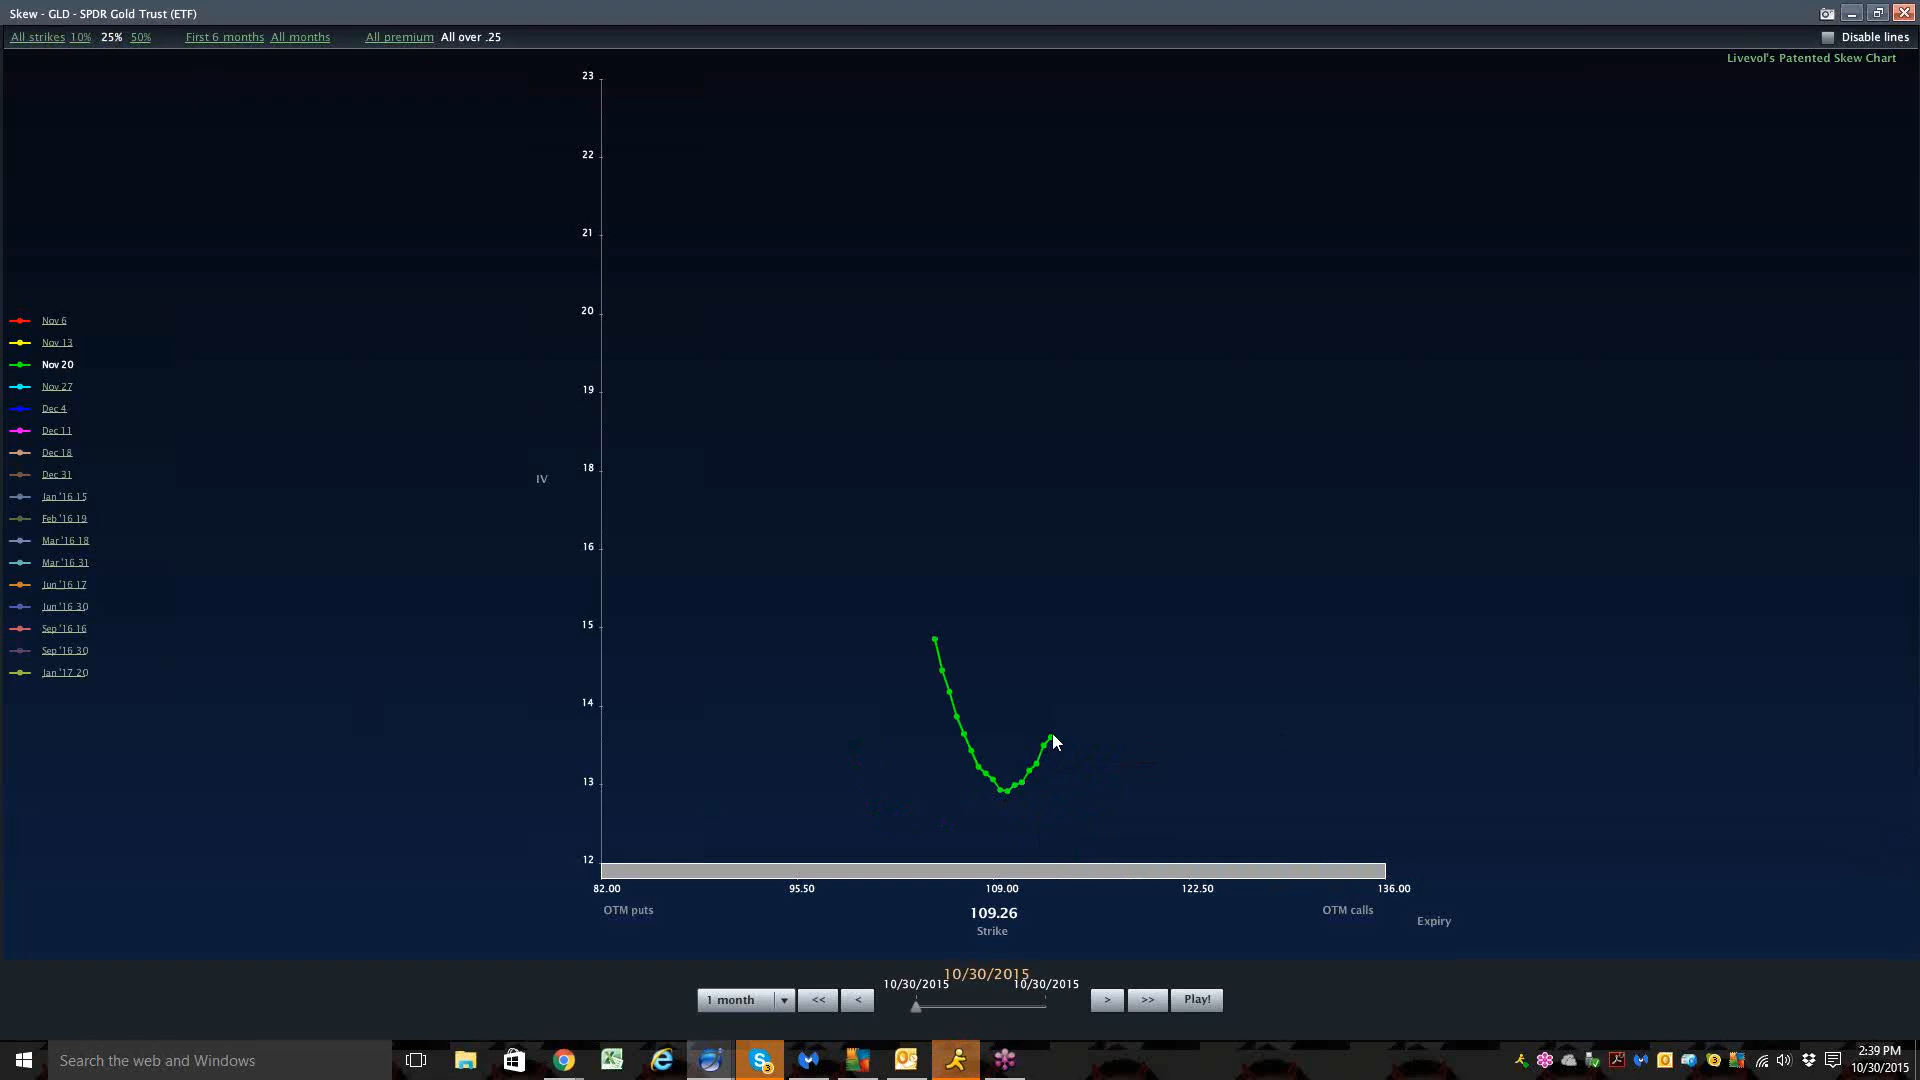 Skew - GLD - SPDR Gold Trust (ETF)
All strikes 10% 25% 50% First 6 months All months All premium All over .25 Disable lines
Livevol's Patented Skew Chart
23
22
21
20
19
18
16
15
14
13
12
IV
Nov 6
Nov 13
Nov 20
Nov 27
Dec 4
Dec 11
Dec 18
Dec 31
Jan '16 15
Feb '16 19
Mar '16 18
Mar '16 31
Jun '16 17
Jun '16 30
Sep '16 16
Sep '16 30
Jan '17 20
82.00 95.50 109.00 122.50 136.00
OTM puts 109.26 OTM calls
Strike
Expiry
10/30/2015
10/30/2015 10/30/2015
1 month << < > >> Play!
Search the web and Windows
2:39 PM
10/30/2015